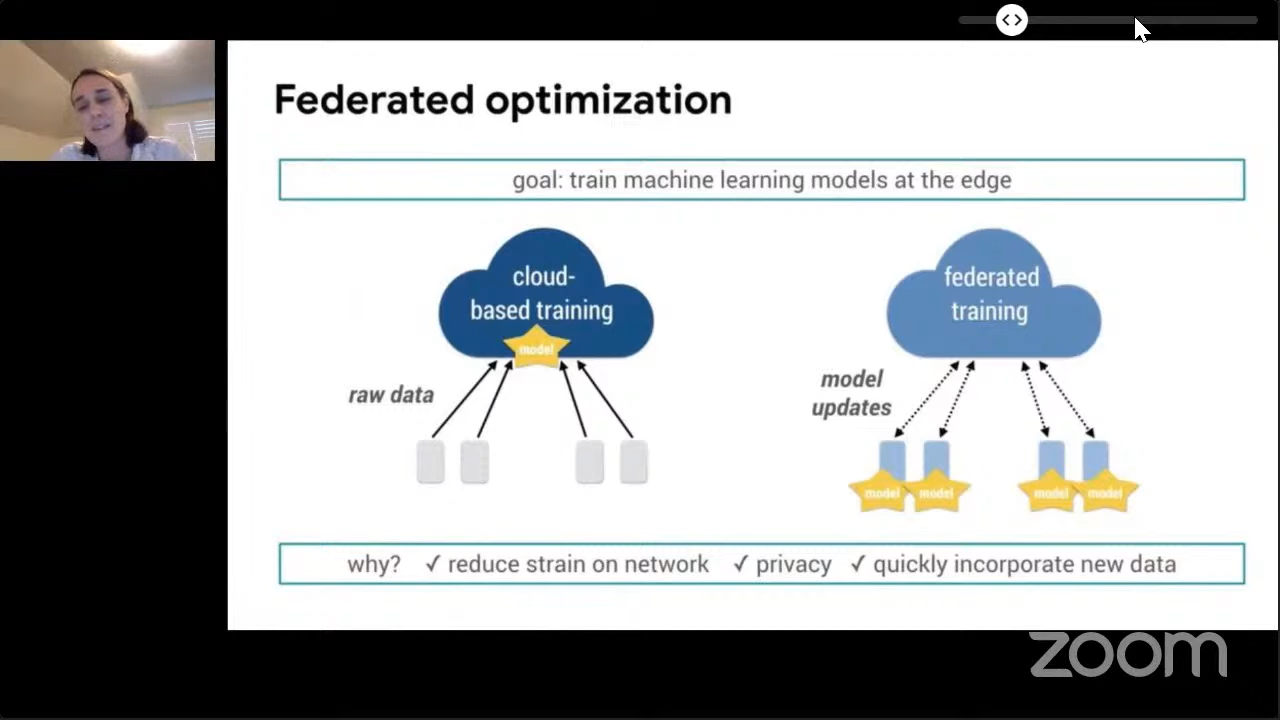 Federated optimization
goal: train machine learning models at the edge
cloud-
based training
model
raw data
federated
training
model
updates
model
model
model
model
why? ✓ reduce strain on network ✓ privacy ✓ quickly incorporate new data
zoom